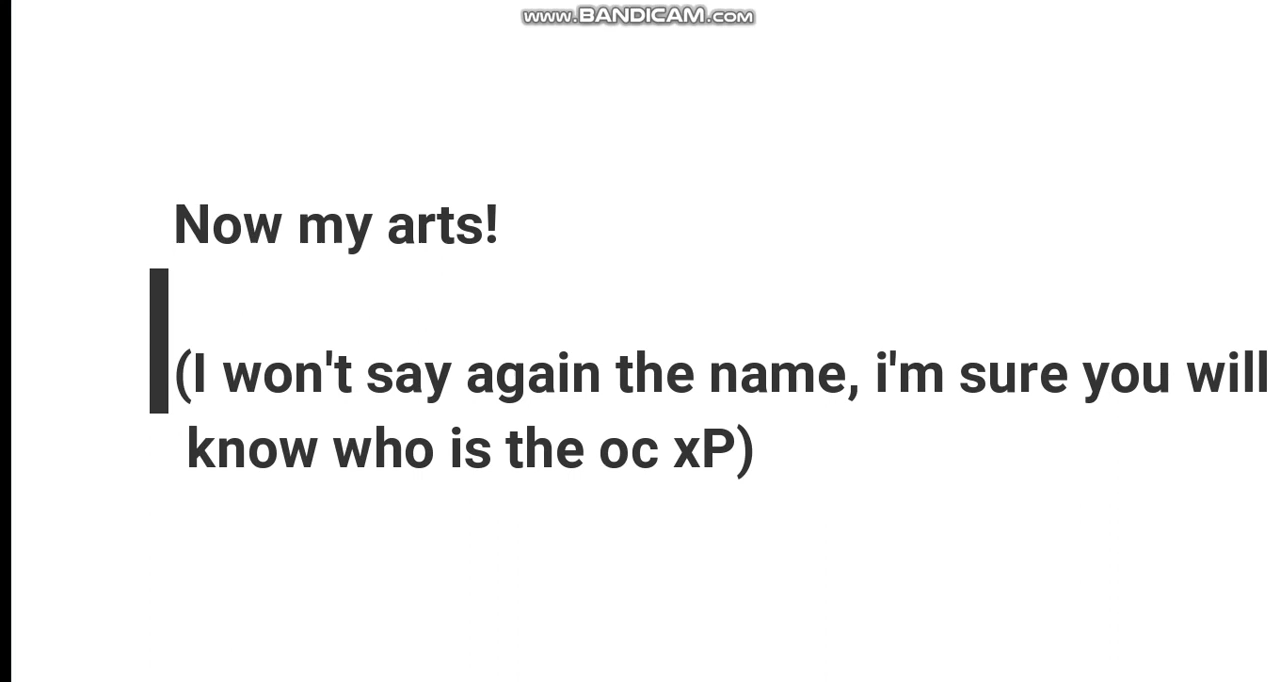 www.BANDICAM.com
Now my arts!
(I won't say again the name, i'm sure you will
know who is the oc xP)